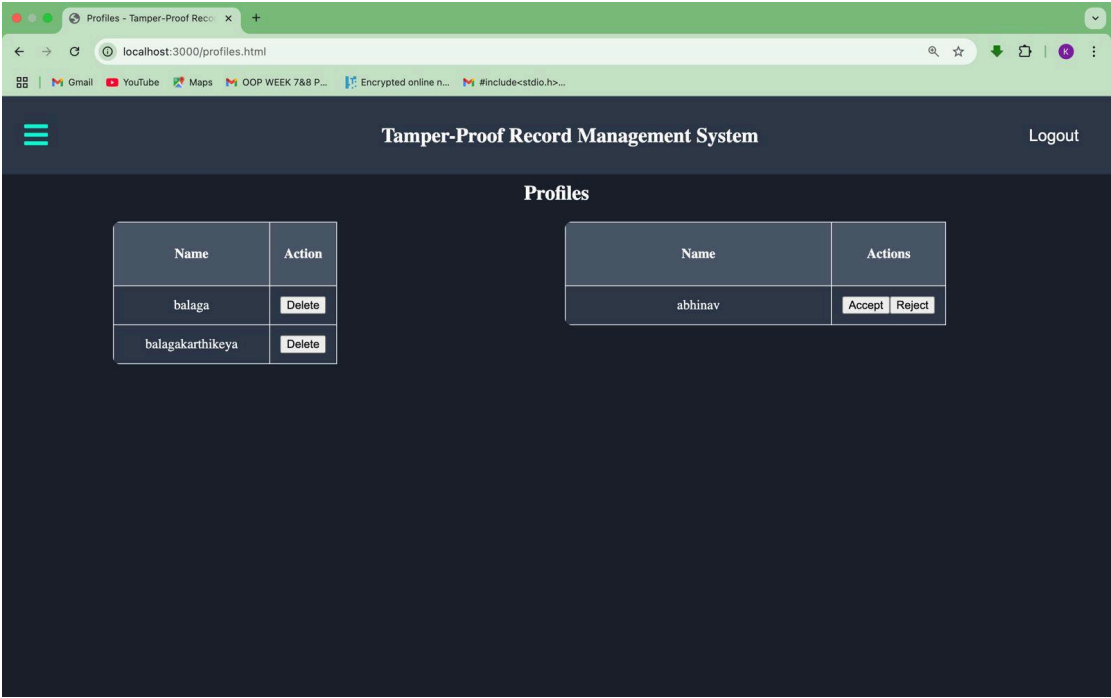 Profiles - Tamper-Proof Reco
localhost:3000/profiles.html
K
Gmail YouTube Maps OOP WEEK 7&8 P... Encrypted online n... #include<stdio.h>...
Tamper-Proof Record Management System Logout
Profiles
Name Action
balaga Delete
balagakarthikeya Delete
Name Actions
abhinav Accept Reject